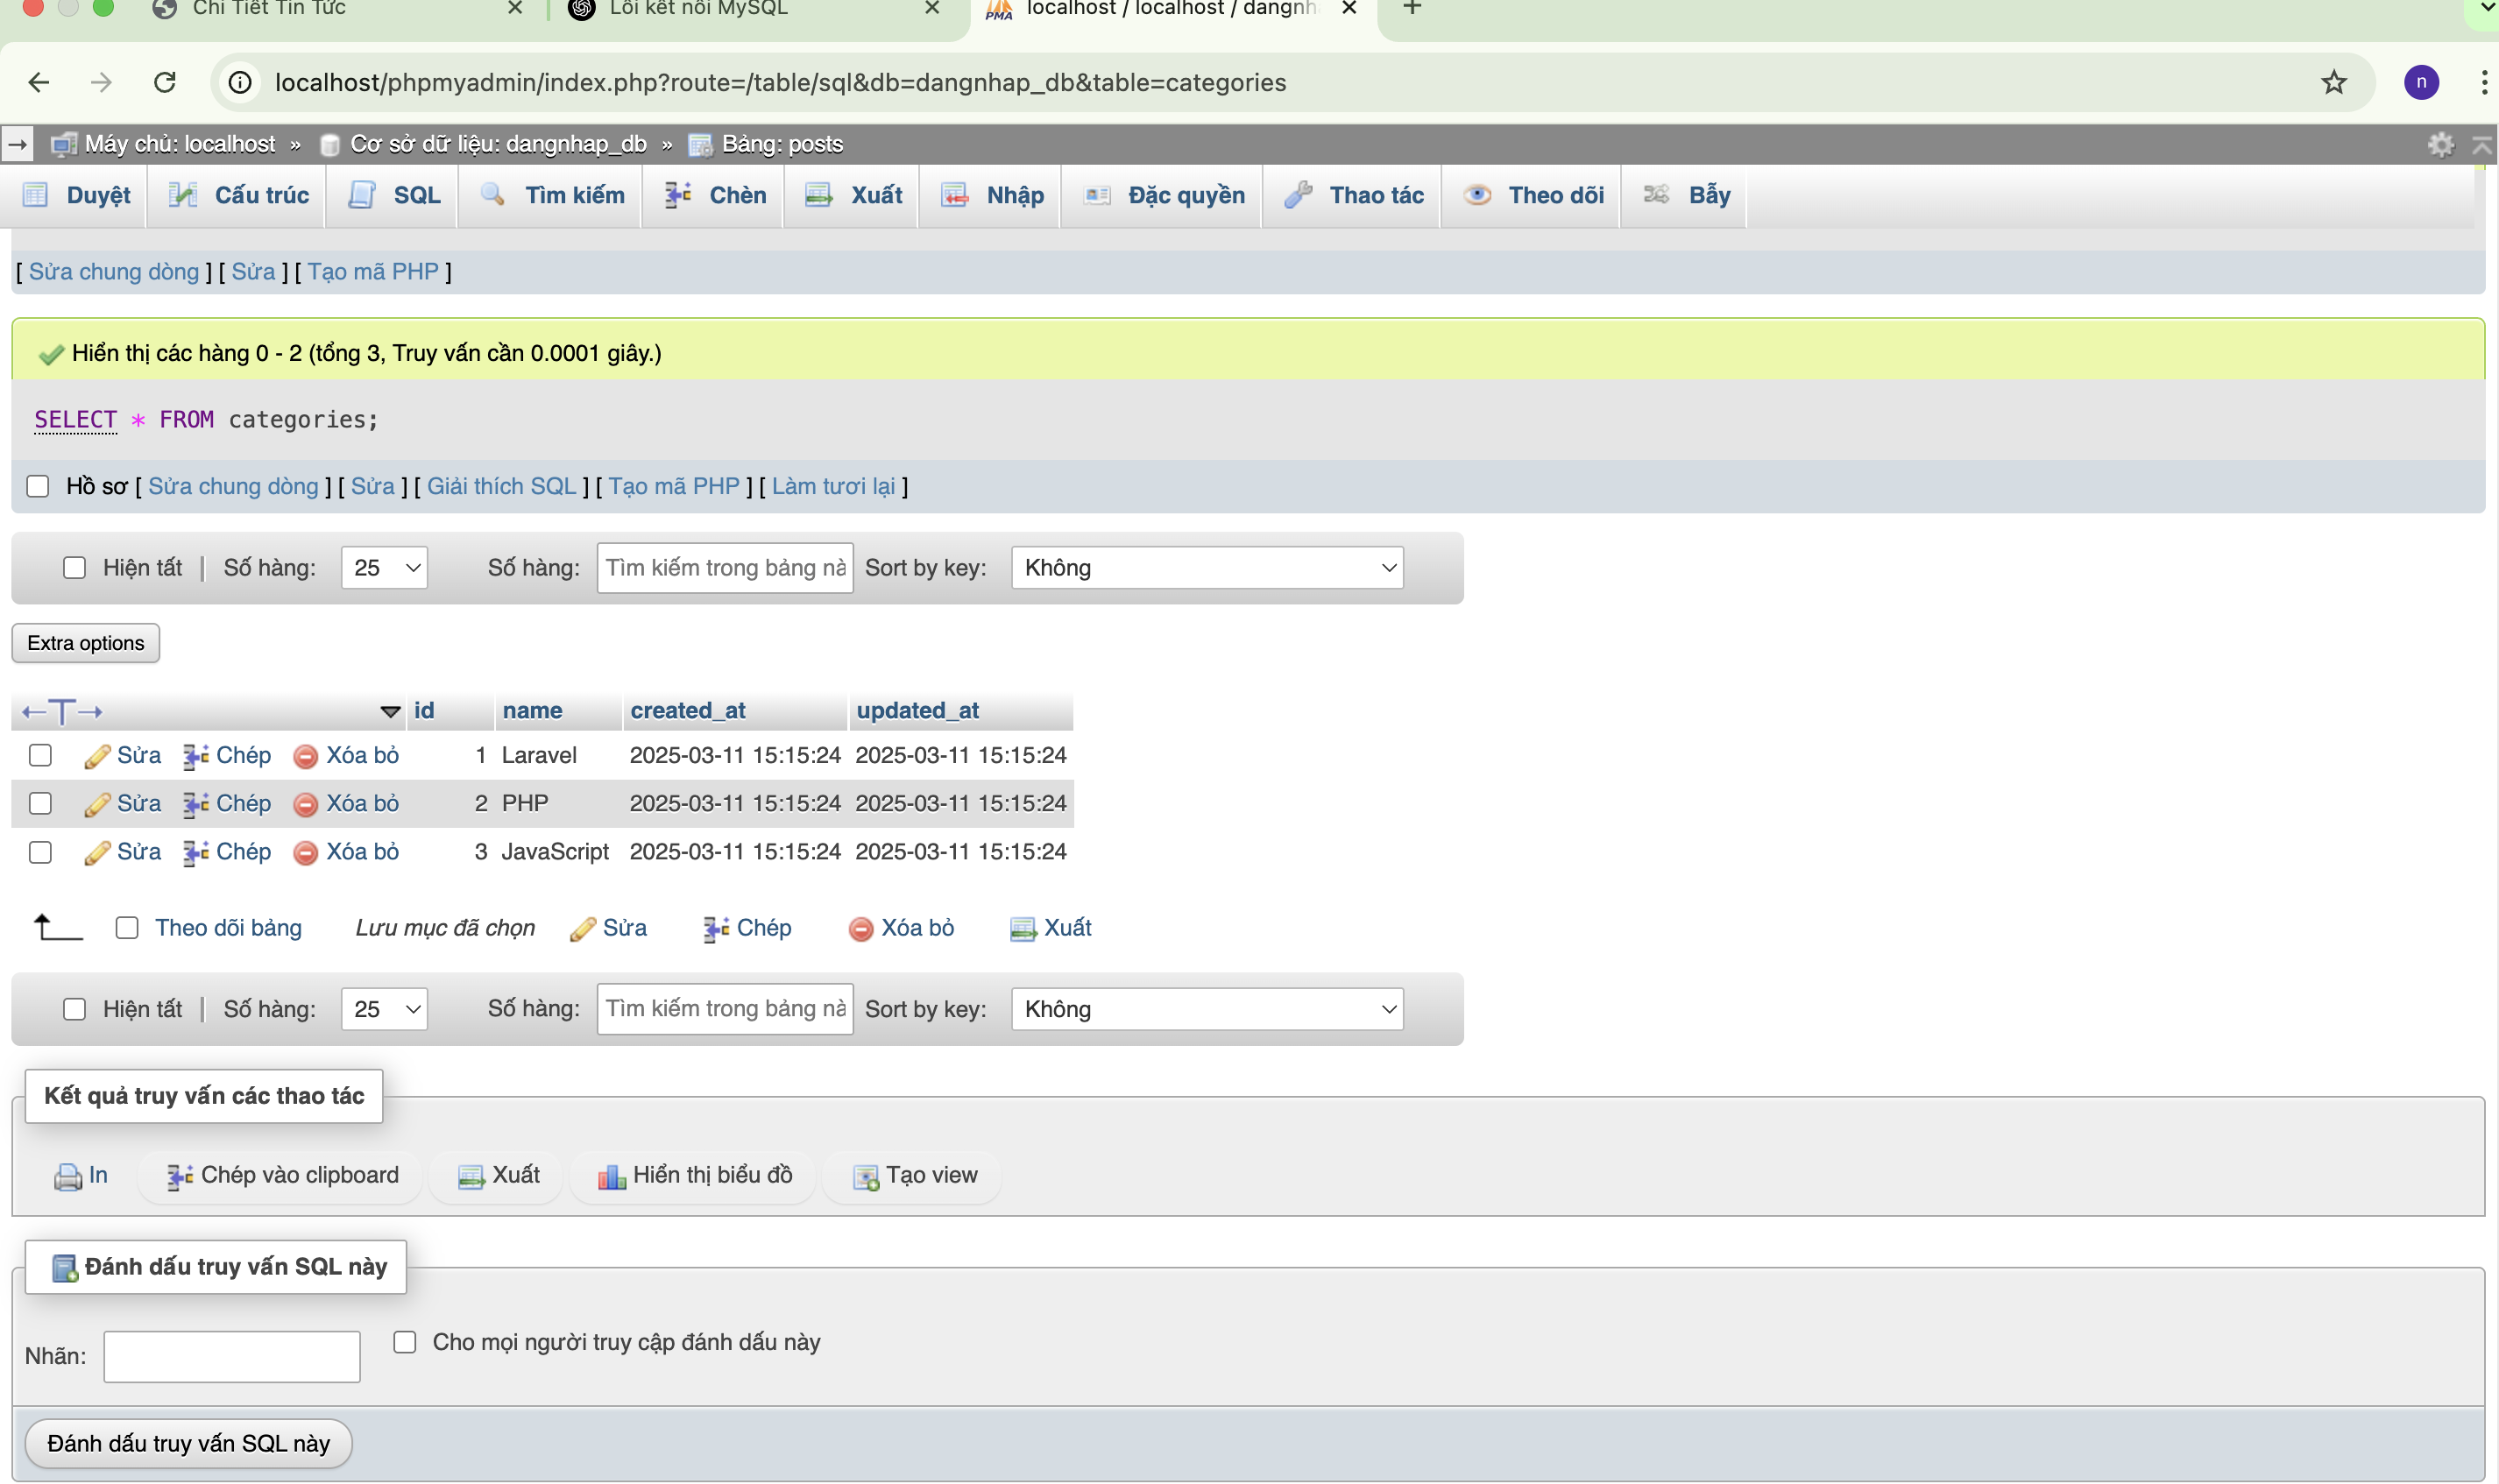 Chi Tiết Tin Tức
Lỗi kết nối MySQL
PMA
localhost / localhost / dangnh
localhost/phpmyadmin/index.php?route=/table/sql&db=dangnhap_db&table=categories
n
Máy chủ: localhost » Cơ sở dữ liệu: dangnhap_db » Bảng: posts
Duyệt Cấu trúc SQL Tìm kiếm Chèn Xuất Nhập Đặc quyền Thao tác Theo dõi Bẫy
[ Sửa chung dòng ] [ Sửa ] [ Tạo mã PHP ]
Hiển thị các hàng 0 - 2 (tổng 3, Truy vấn cần 0.0001 giây.)
SELECT * FROM categories;
Hồ sơ [ Sửa chung dòng ] [ Sửa ] [ Giải thích SQL ] [ Tạo mã PHP ] [ Làm tươi lại ]
Hiện tất | Số hàng: 25 Số hàng: Tìm kiếm trong bảng nà Sort by key: Không
Extra options
←T→ id name created_at updated_at
Sửa Chép Xóa bỏ 1 Laravel 2025-03-11 15:15:24 2025-03-11 15:15:24
Sửa Chép Xóa bỏ 2 PHP 2025-03-11 15:15:24 2025-03-11 15:15:24
Sửa Chép Xóa bỏ 3 JavaScript 2025-03-11 15:15:24 2025-03-11 15:15:24
Theo dõi bảng Lưu mục đã chọn Sửa Chép Xóa bỏ Xuất
Hiện tất | Số hàng: 25 Số hàng: Tìm kiếm trong bảng nà Sort by key: Không
Kết quả truy vấn các thao tác
In Chép vào clipboard Xuất Hiển thị biểu đồ Tạo view
Đánh dấu truy vấn SQL này
Nhãn: Cho mọi người truy cập đánh dấu này
Đánh dấu truy vấn SQL này